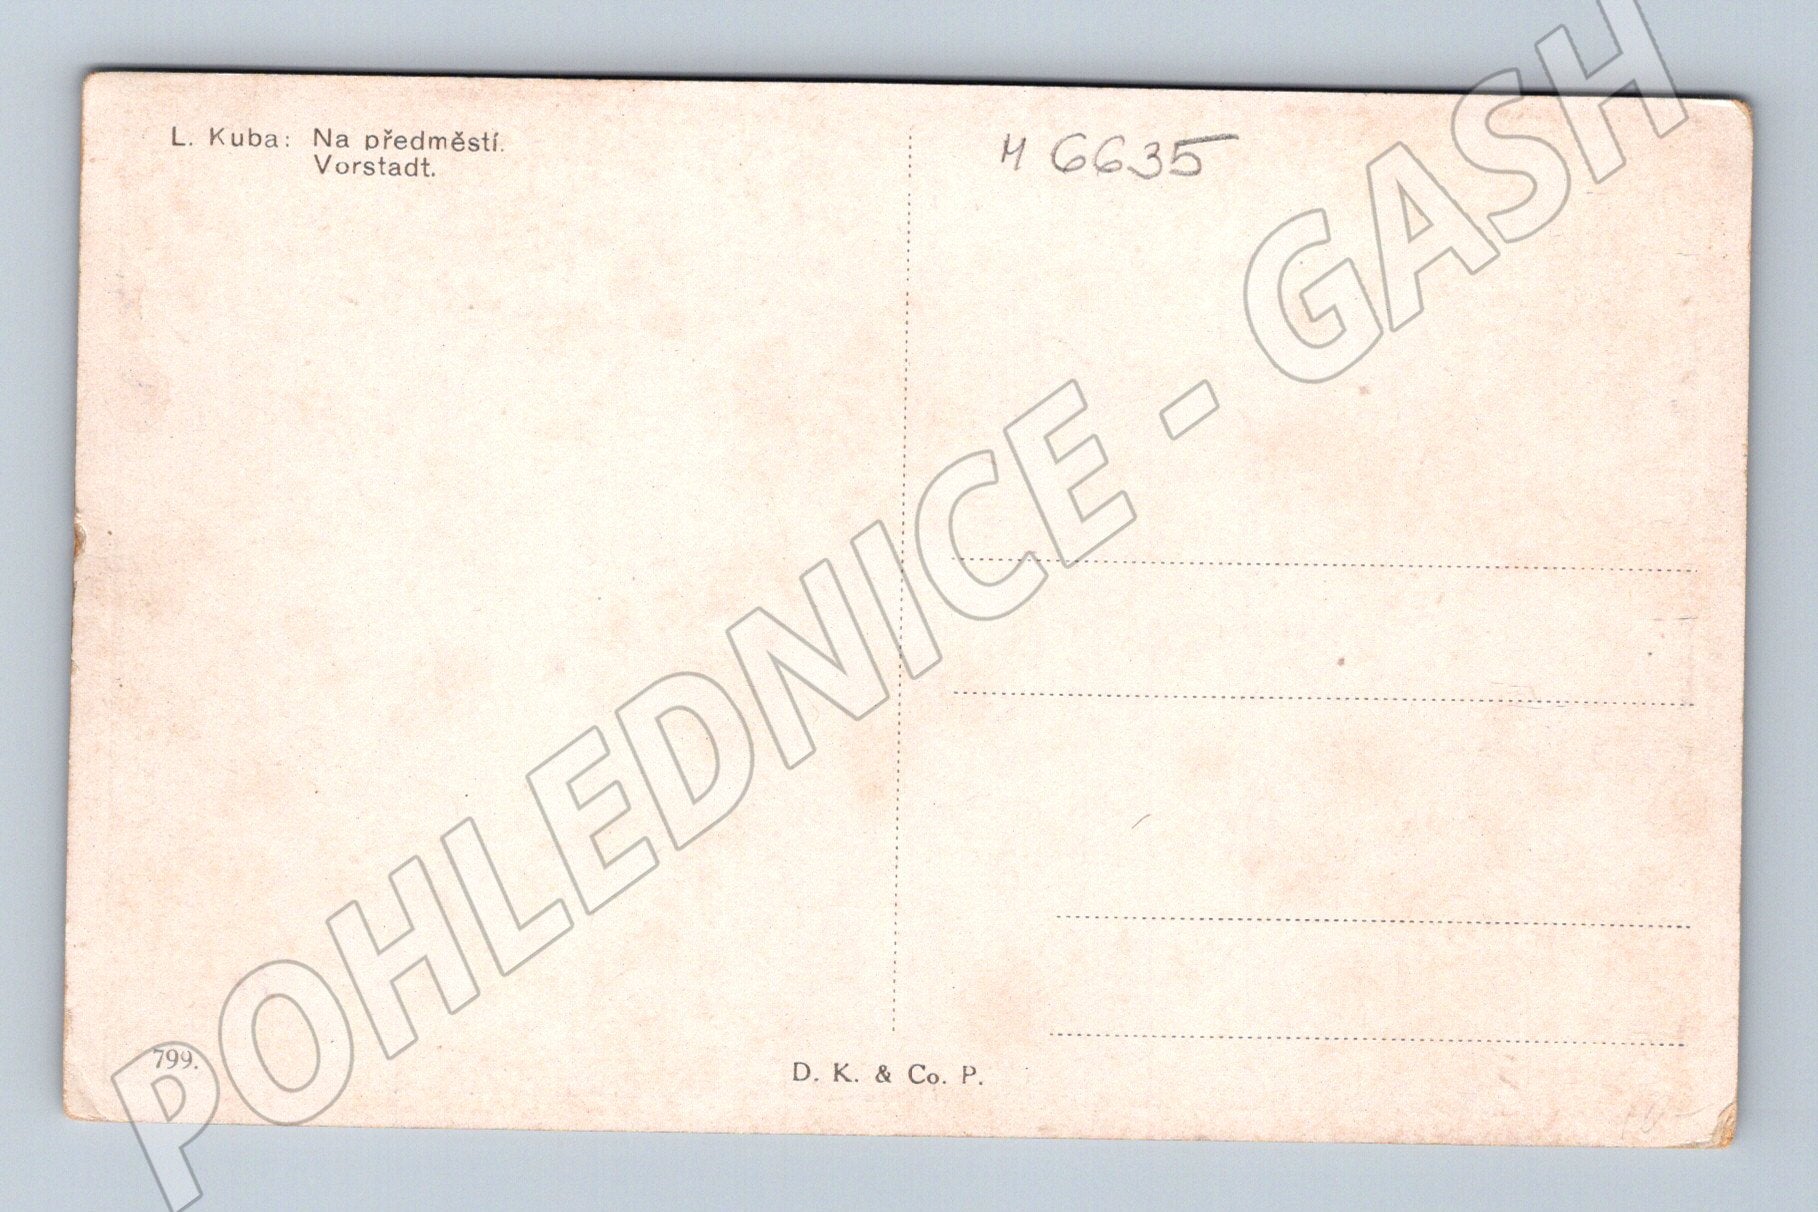 L. Kuba: Na předměstí.
Vorstadt.
M 6635
POHLEDNICE - GASH
799.
D. K. & Co. P.